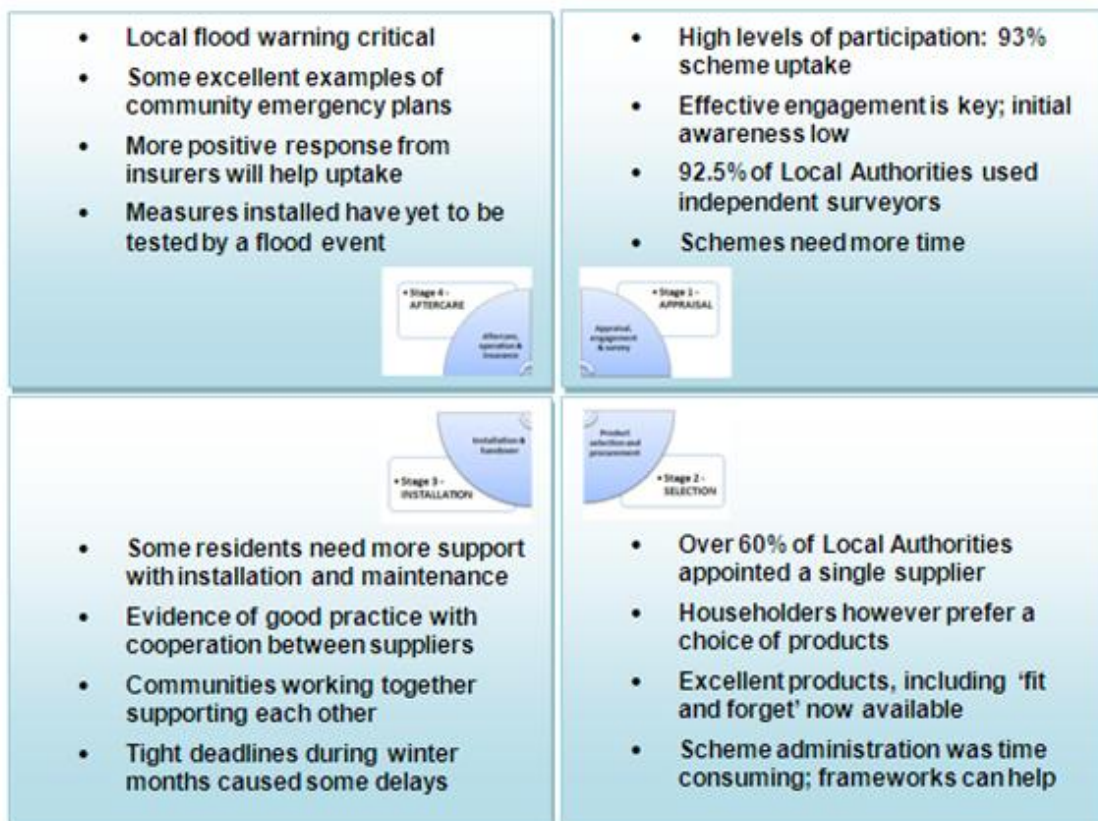 • Local flood warning critical
• Some excellent examples of
community emergency plans
• More positive response from
insurers will help uptake
• Measures installed have yet to be
tested by a flood event
• Stage 4 -
AFTERCARE
Aftercare,
operation &
insurance
• High levels of participation: 93%
scheme uptake
• Effective engagement is key; initial
awareness low
• 92.5% of Local Authorities used
independent surveyors
• Schemes need more time
• Stage 1 -
APPRAISAL
Appraisal,
engagement
& survey
Installation &
handover
• Stage 3 -
INSTALLATION
• Some residents need more support
with installation and maintenance
• Evidence of good practice with
cooperation between suppliers
• Communities working together
supporting each other
• Tight deadlines during winter
months caused some delays
Product
selection and
procurement
• Stage 2 -
SELECTION
• Over 60% of Local Authorities
appointed a single supplier
• Householders however prefer a
choice of products
• Excellent products, including ‘fit
and forget’ now available
• Scheme administration was time
consuming; frameworks can help